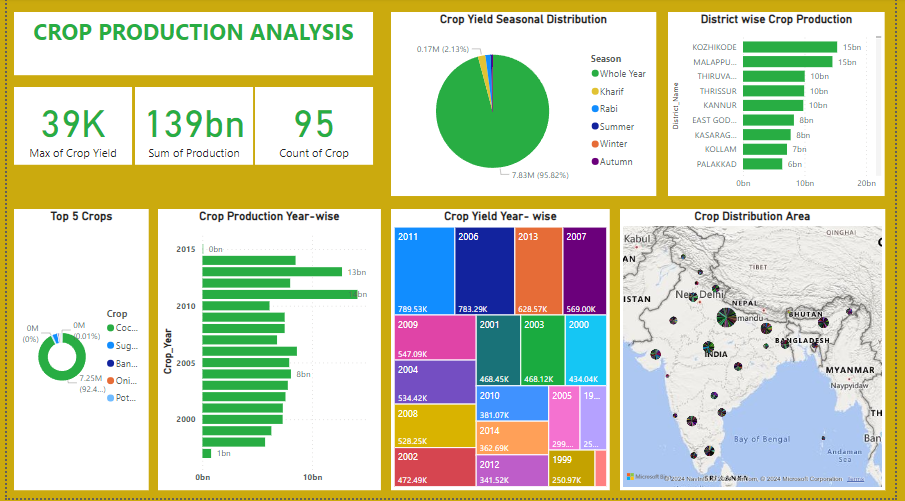 CROP PRODUCTION ANALYSIS
39K
Max of Crop Yield
139bn
Sum of Production
95
Count of Crop
Crop Yield Seasonal Distribution
0.17M (2.13%)
7.83M (95.82%)
Season
Whole Year
Kharif
Rabi
Summer
Winter
Autumn
District wise Crop Production
District_Name
KOZHIKODE
15bn
MALAPPU...
15bn
THIRUVA...
10bn
THRISSUR
10bn
KANNUR
10bn
EAST GOD...
8bn
KASARAG...
8bn
KOLLAM
7bn
PALAKKAD
6bn
0bn
10bn
20bn
Top 5 Crops
0M
(0%)
0M
(0.01%)
7.25M
(92.4...)
Crop
Coc...
Sug...
Ban...
Oni...
Pot...
Crop Production Year-wise
Crop_Year
2015
0bn
13bn
2010
2005
8bn
2000
1bn
0bn
10bn
Crop Yield Year- wise
2011
789.53K
2006
783.29K
2013
628.57K
2007
569.00K
2009
547.09K
2004
534.42K
2008
528.25K
2002
472.49K
2001
468.45K
2003
468.12K
2000
434.04K
2010
381.07K
2014
362.69K
2012
341.52K
2005
299....
19...
25...
1999
250.97K
Crop Distribution Area
Kabul
QINGHAI
TIBET
New Delhi
NEPAL
BHUTAN
BANGLADESH
INDIA
MYANMAR
Naypyidaw
Bay of Bengal
Andaman
Sea
SRI LANKA
© 2024 Microsoft Corporation
Terms